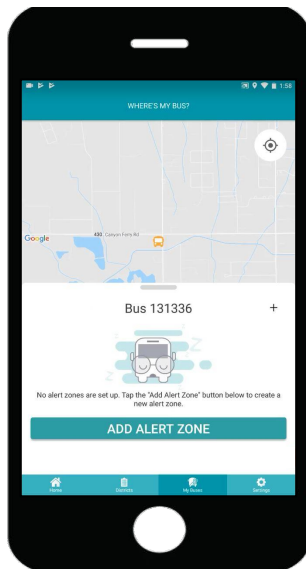 1:58
WHERE'S MY BUS?
430
Canyon Ferry Rd
Google
Bus 131336 +
No alert zones are set up. Tap the "Add Alert Zone" button below to create a
new alert zone.
ADD ALERT ZONE
Home Districts My Buses Settings